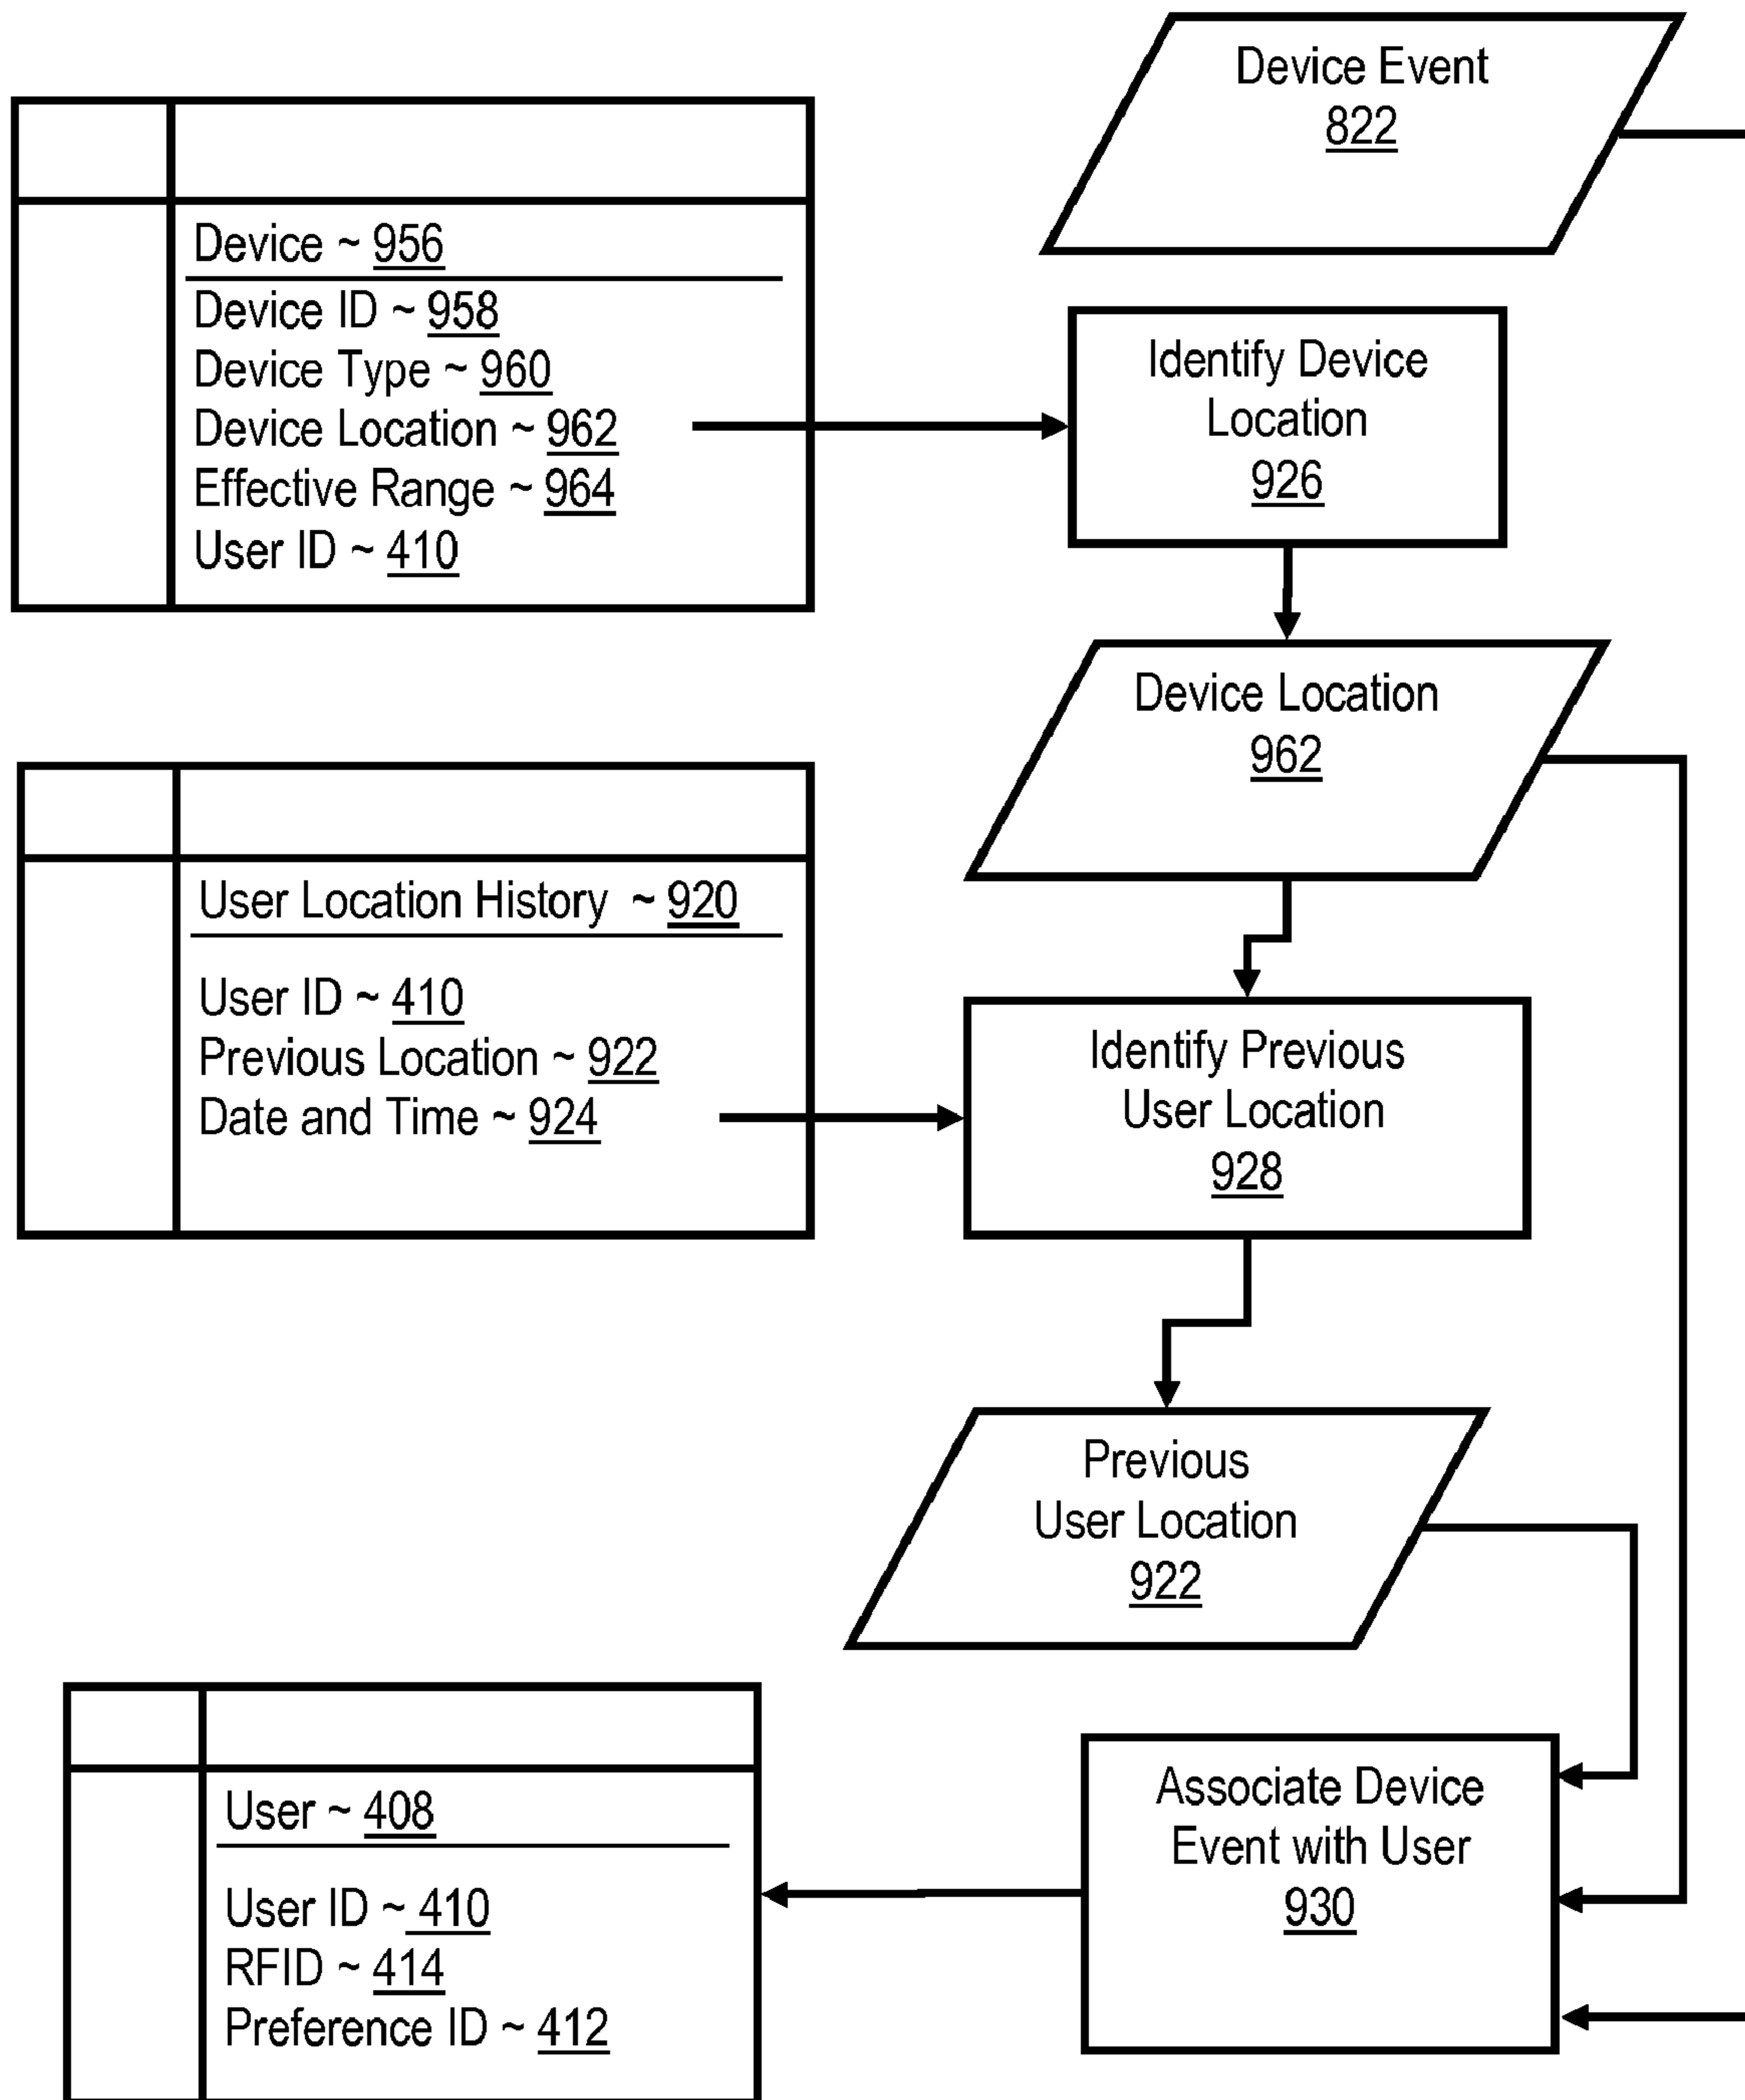 Device Event
822
Device ~ 956
Device ID ~ 958
Device Type ~ 960
Device Location ~ 962
Effective Range ~ 964
User ID ~ 410
Identify Device
Location
926
Device Location
962
User Location History ~ 920
User ID ~ 410
Previous Location ~ 922
Date and Time ~ 924
Identify Previous
User Location
928
Previous
User Location
922
User ~ 408
User ID ~ 410
RFID ~ 414
Preference ID ~ 412
Associate Device
Event with User
930